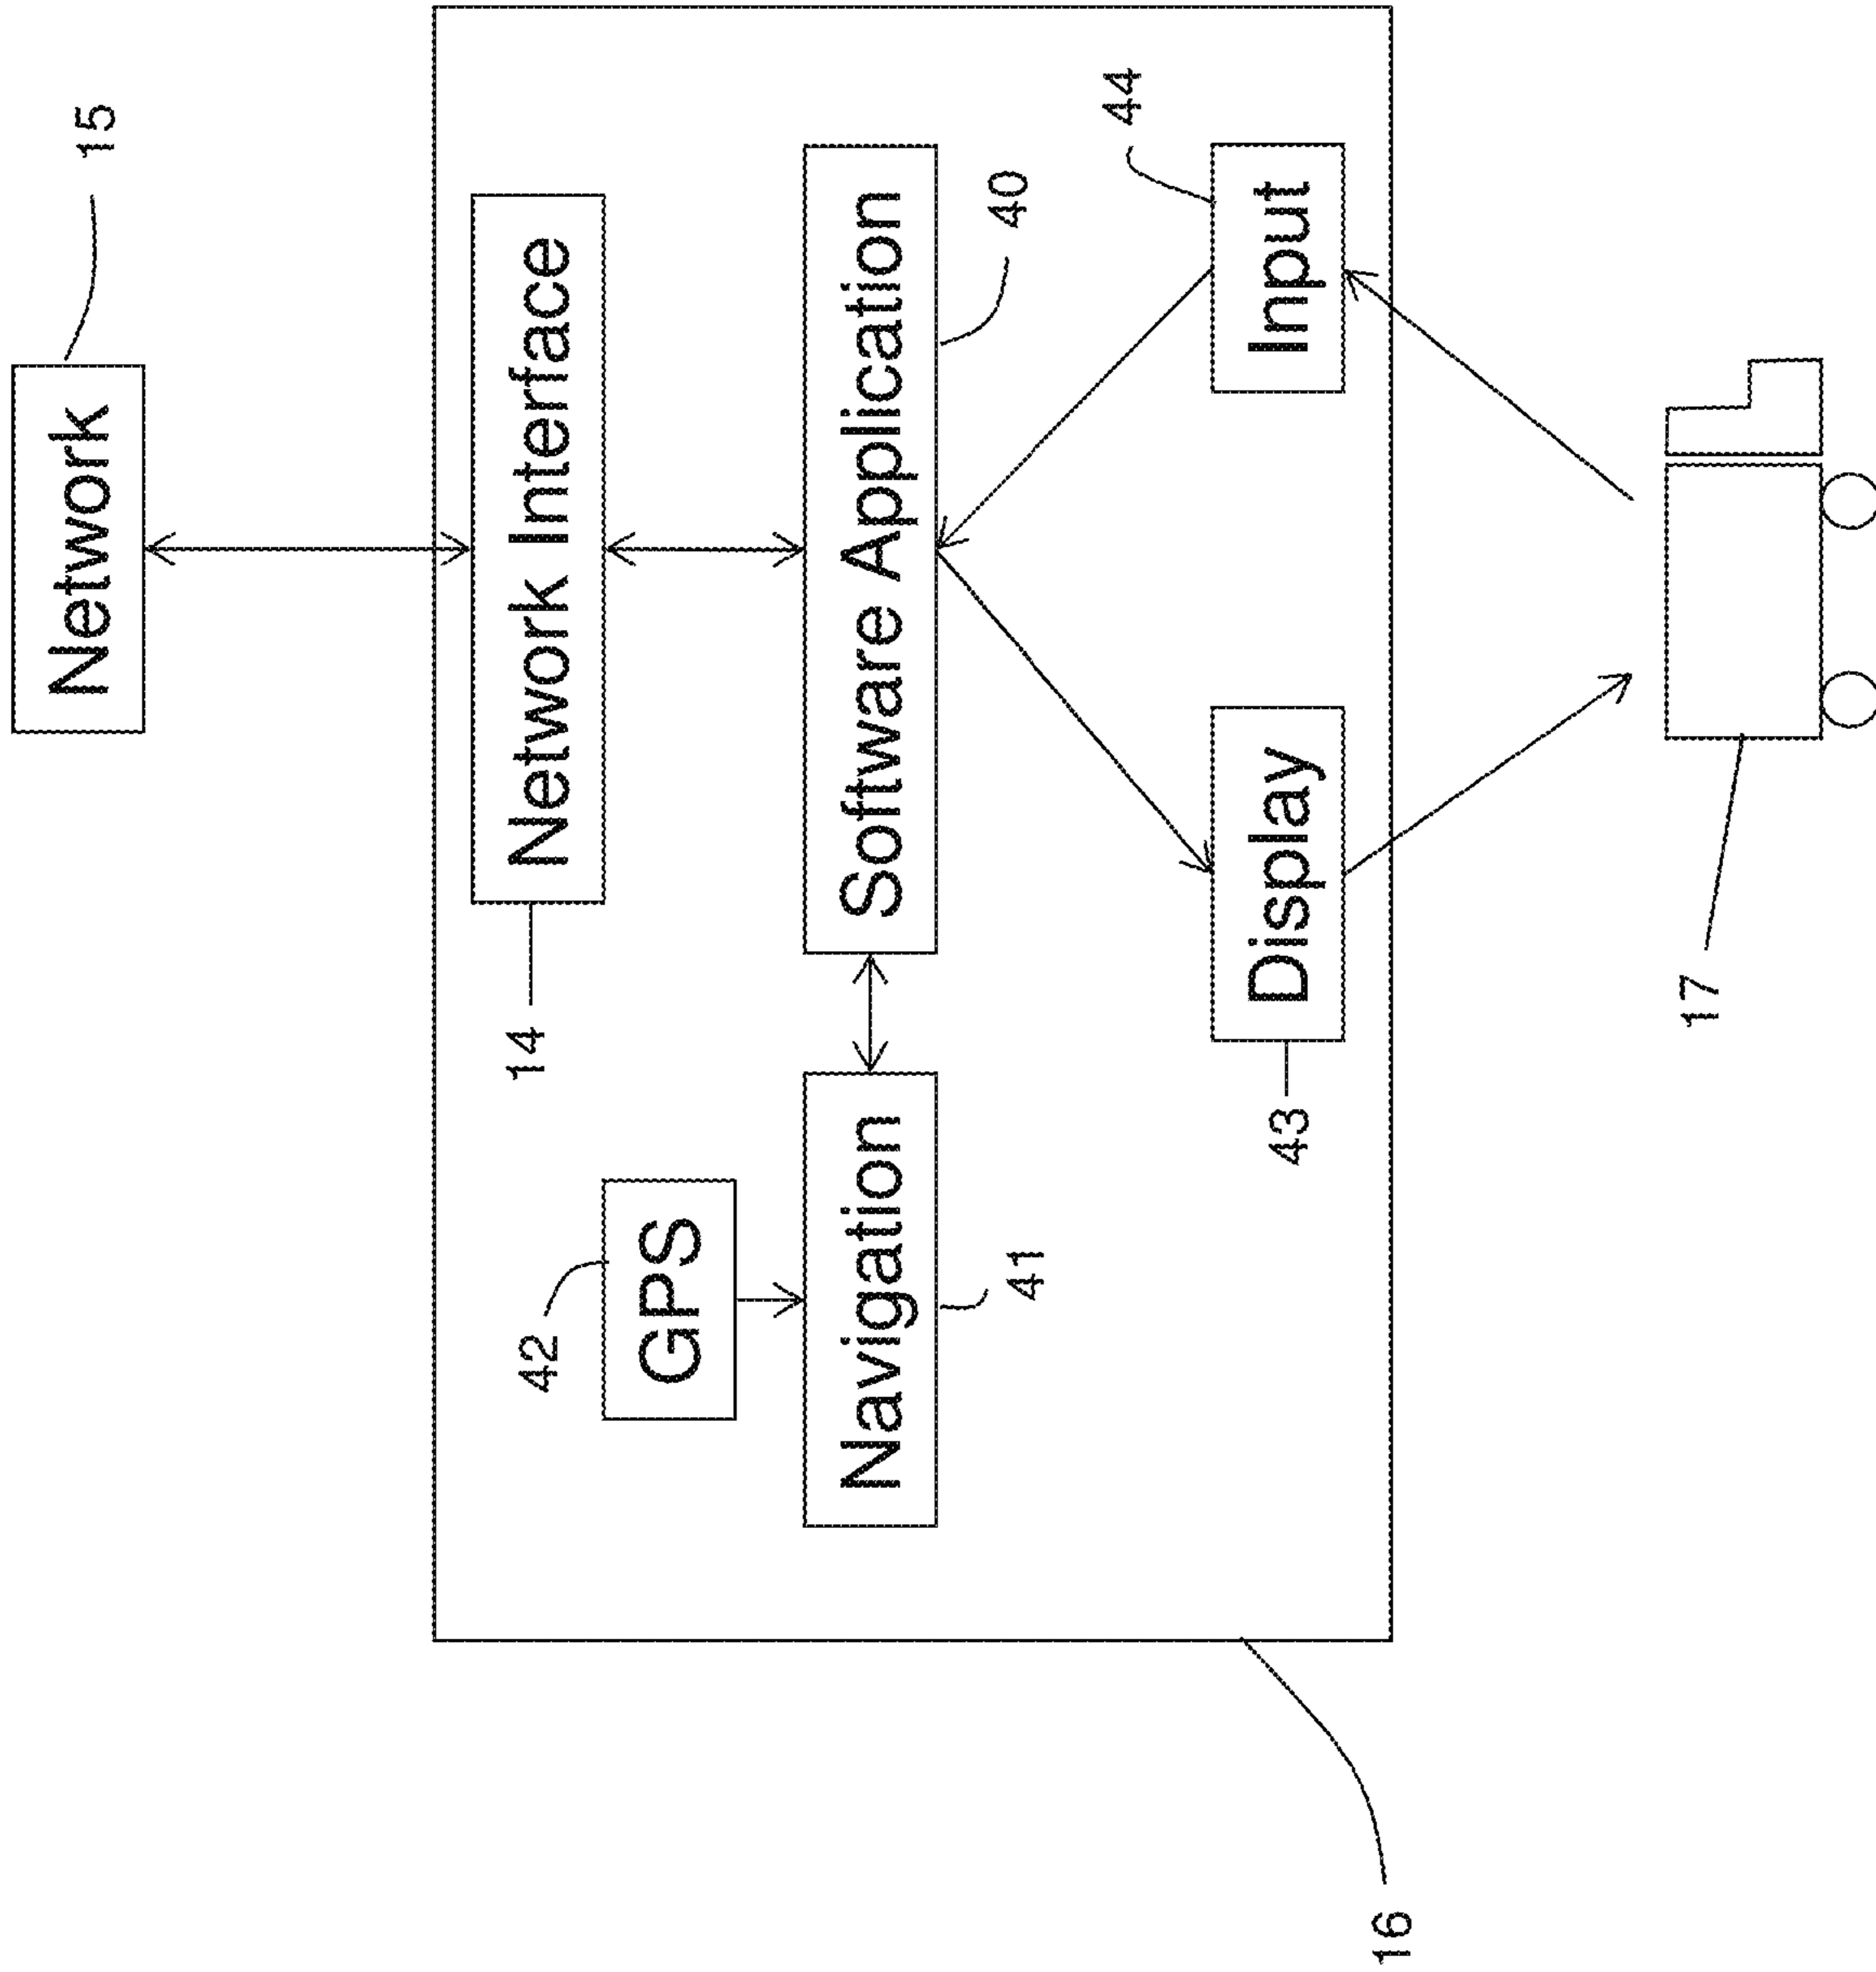 Network
15
Network Interface
14
GPS
42
Navigation
41
Software Application
40
Display
43
Input
44
16
17